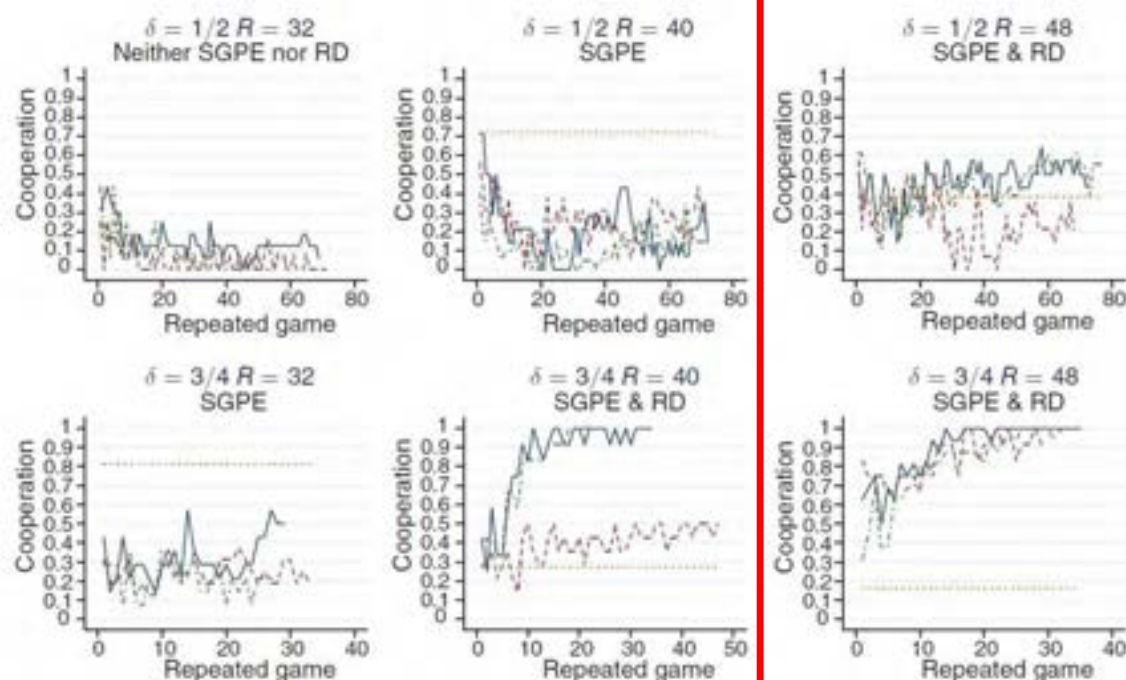 δ = 1/2 R = 32
Neither SGPE nor RD
Cooperation
1
0.9
0.8
0.7
0.6
0.5
0.4
0.3
0.2
0.1
0
0 20 40 60 80
Repeated game
δ = 1/2 R = 40
SGPE
Cooperation
1
0.9
0.8
0.7
0.6
0.5
0.4
0.3
0.2
0.1
0
0 20 40 60 80
Repeated game
δ = 1/2 R = 48
SGPE & RD
Cooperation
1
0.9
0.8
0.7
0.6
0.5
0.4
0.3
0.2
0.1
0
0 20 40 60 80
Repeated game
δ = 3/4 R = 32
SGPE
Cooperation
1
0.9
0.8
0.7
0.6
0.5
0.4
0.3
0.2
0.1
0
0 10 20 30 40
Repeated game
δ = 3/4 R = 40
SGPE & RD
Cooperation
1
0.9
0.8
0.7
0.6
0.5
0.4
0.3
0.2
0.1
0
0 10 20 30 40 50
Repeated game
δ = 3/4 R = 48
SGPE & RD
Cooperation
1
0.9
0.8
0.7
0.6
0.5
0.4
0.3
0.2
0.1
0
0 10 20 30 40
Repeated game